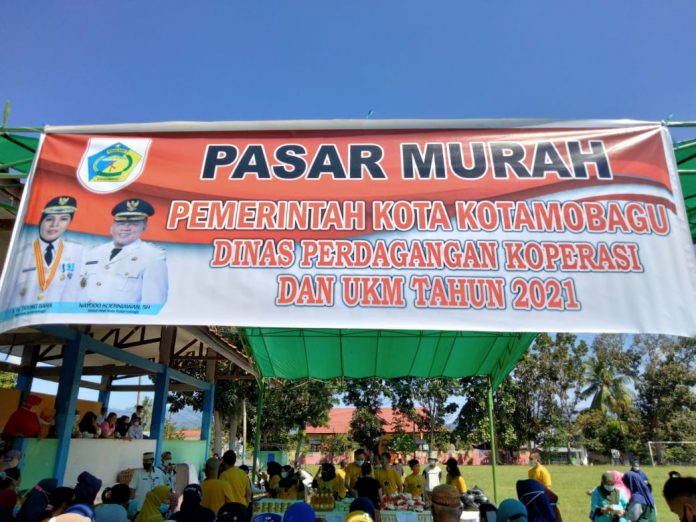 PASAR MURAH
PEMERINTAH KOTA KOTAMOBAGU
DINAS PERDAGANGAN KOPERASI
DAN UKM TAHUN 2021
NAYODO KOERNIAWAN, SH